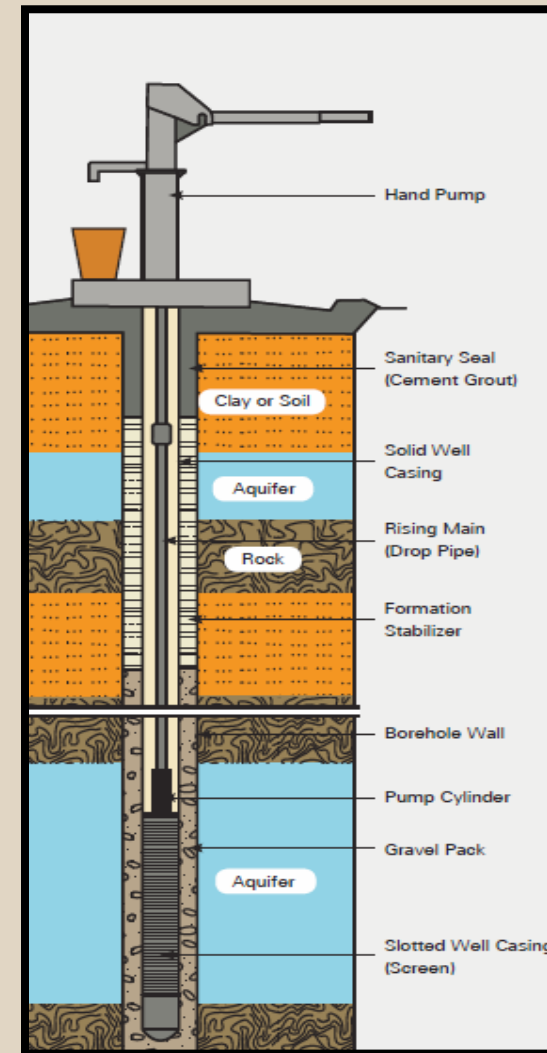 Hand Pump
Sanitary Seal
(Cement Grout)
Clay or Soil
Solid Well
Casing
Aquifer
Rising Main
(Drop Pipe)
Rock
Formation
Stabilizer
Borehole Wall
Pump Cylinder
Gravel Pack
Aquifer
Slotted Well Casing
(Screen)